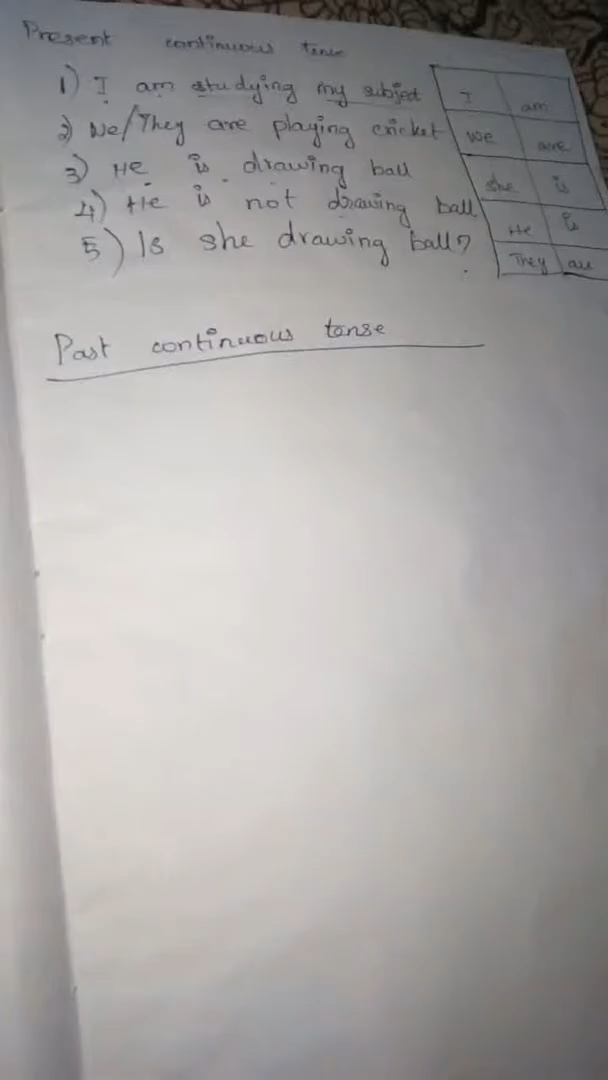 Present continuous tense
1) I am studying my subject
2) We/They are playing cricket
3) He is drawing ball
4) He is not drawing ball
5) Is she drawing ball?
I am
we are
she is
He is
They are
Past continuous tanse